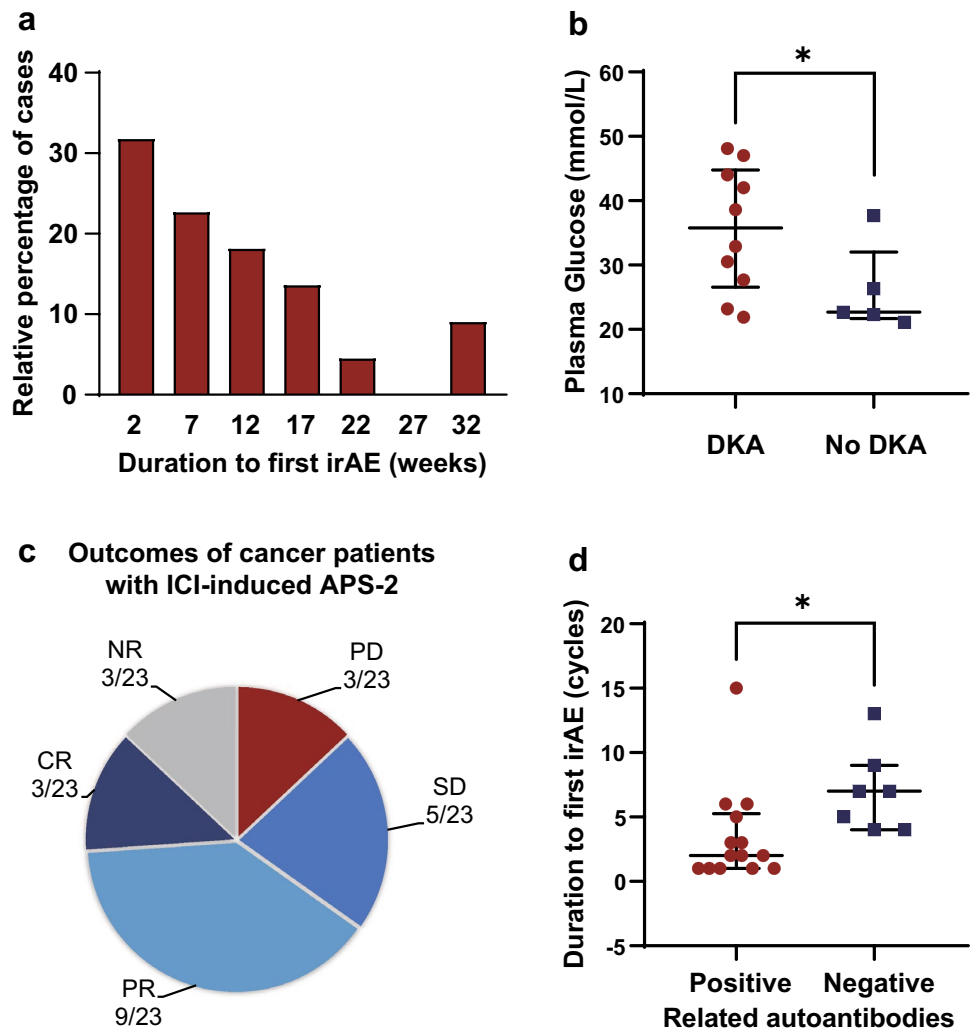 a
Relative percentage of cases
40
30
20
10
0
2 7 12 17 22 27 32
Duration to first irAE (weeks)
b
Plasma Glucose (mmol/L)
60
50
40
30
20
10
*
DKA No DKA
c Outcomes of cancer patients
with ICI-induced APS-2
NR
3/23
PD
3/23
CR
3/23
SD
5/23
PR
9/23
d
Duration to first irAE (cycles)
20
15
10
5
0
-5
*
Positive Negative
Related autoantibodies